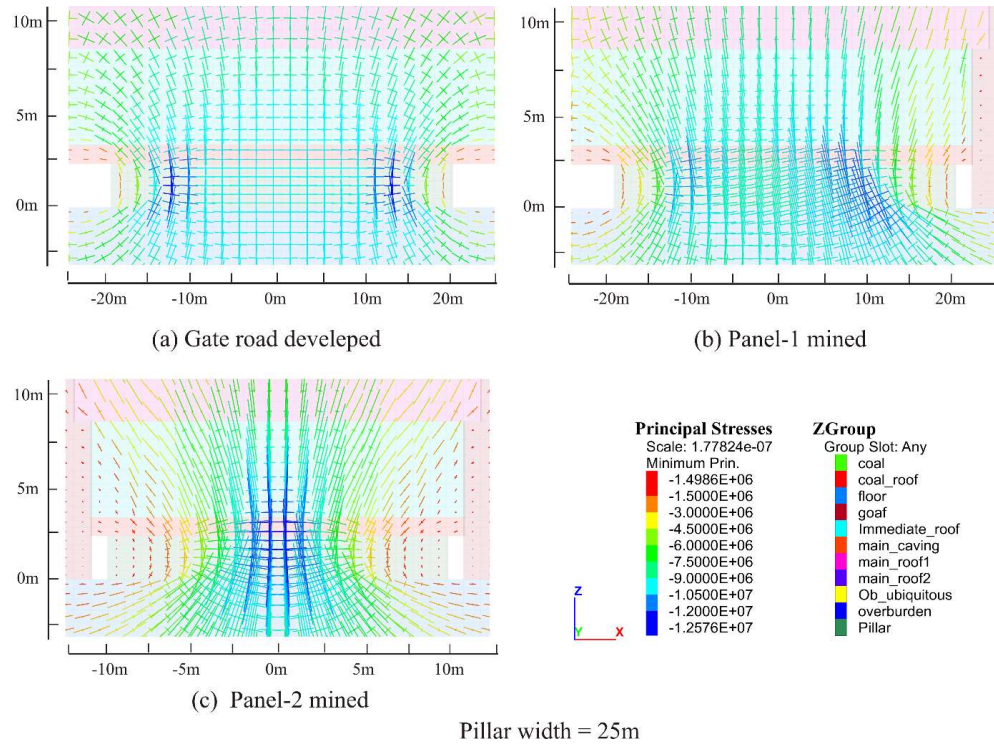 10m
5m
0m
-20m -10m 0m 10m 20m
(a) Gate road develeped
10m
5m
0m
-20m -10m 0m 10m 20m
(b) Panel-1 mined
10m
5m
0m
-10m -5m 0m 5m 10m
(c) Panel-2 mined
Principal Stresses
Scale: 1.77824e-07
Minimum Prin.
-1.4986E+06
-1.5000E+06
-3.0000E+06
-4.5000E+06
-6.0000E+06
-7.5000E+06
-9.0000E+06
-1.0500E+07
-1.2000E+07
-1.2576E+07
ZGroup
Group Slot: Any
coal
coal_roof
floor
goaf
Immediate_roof
main_caving
main_roof1
main_roof2
Ob_ubiquitous
overburden
Pillar
Z
Y X
Pillar width = 25m